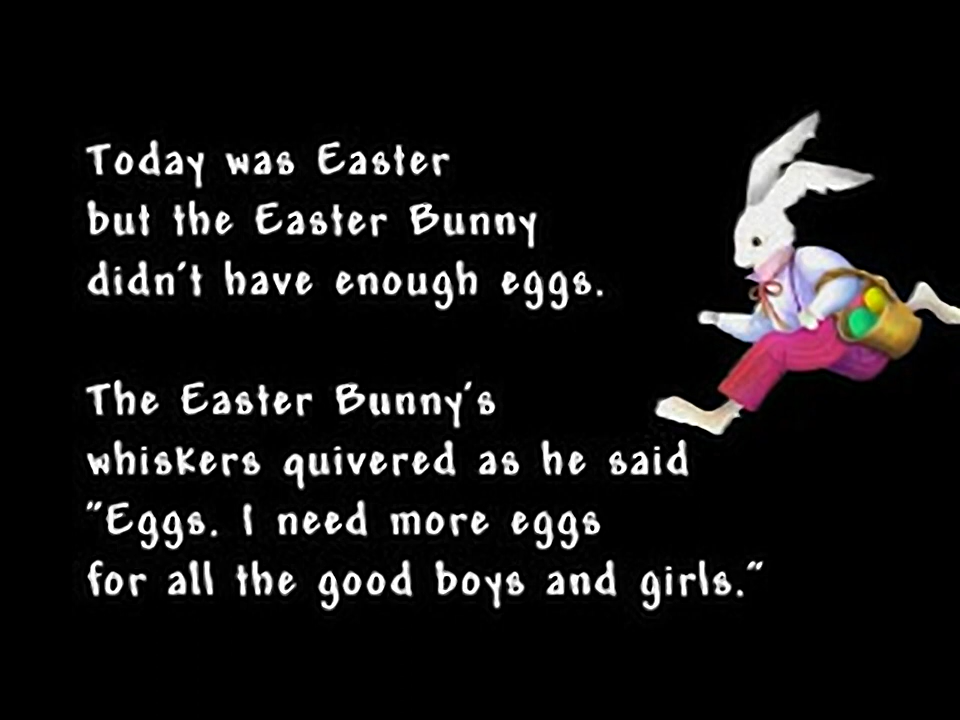 Today was Easter
but the Easter Bunny
didn't have enough eggs.
The Easter Bunny's
whiskers quivered as he said
"Eggs. I need more eggs
for all the good boys and girls."